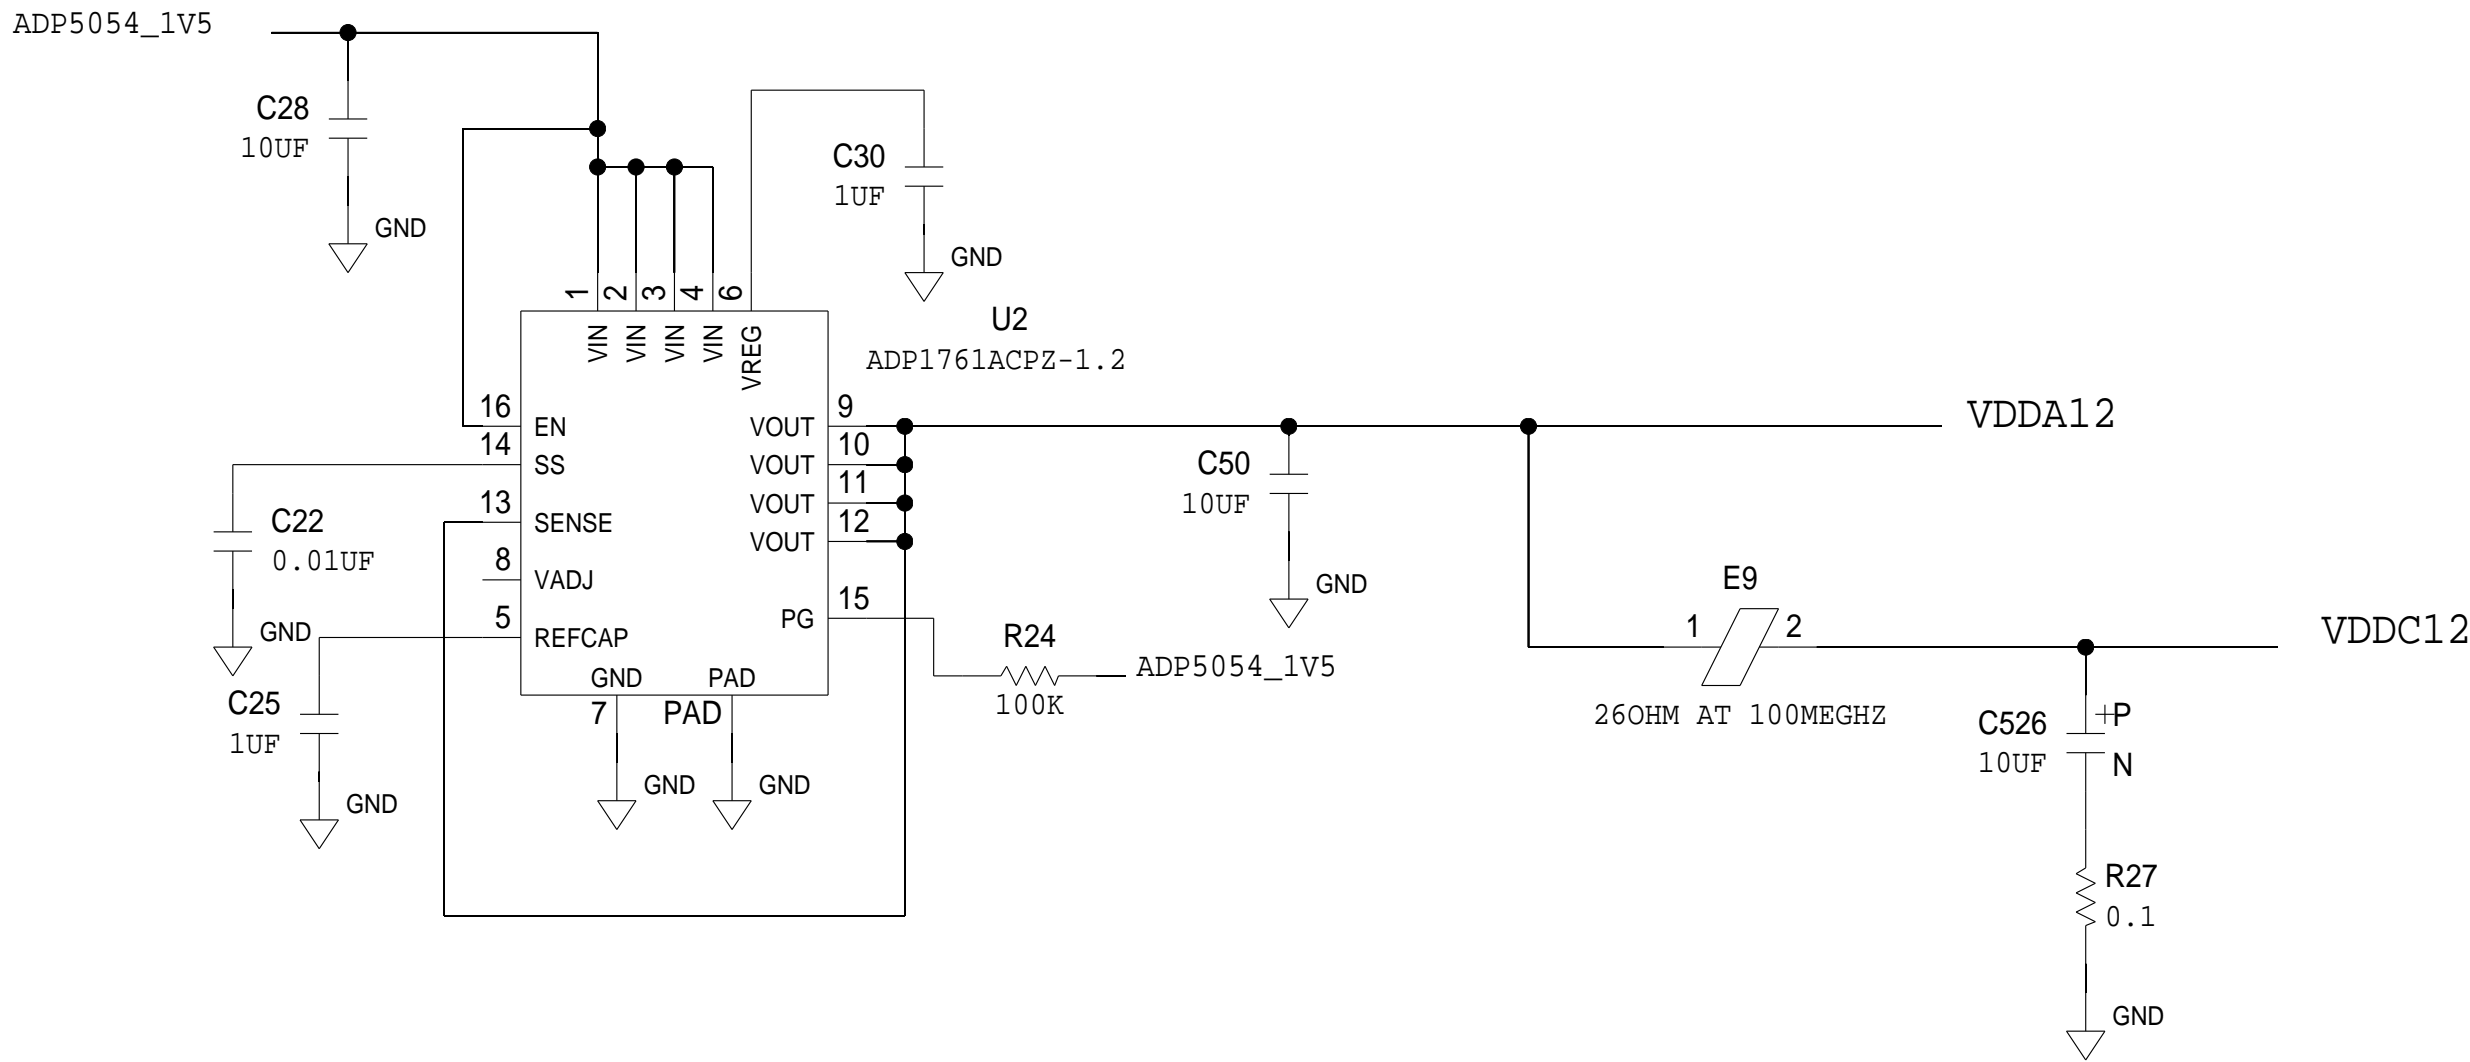 ADP5054_1V5
C28
10UF
GND
C30
1UF
GND
1
2
3
4
6
VIN
VIN
VIN
VIN
VREG
U2
ADP1761ACPZ-1.2
16
EN
14
SS
13
SENSE
8
VADJ
5
REFCAP
VOUT
9
VOUT
10
VOUT
11
VOUT
12
PG
15
GND
PAD
7
PAD
GND
GND
C22
0.01UF
GND
C25
1UF
GND
R24
100K
ADP5054_1V5
C50
10UF
GND
VDDA12
E9
1
2
26OHM AT 100MEGHZ
VDDC12
C526
10UF
+P
N
R27
0.1
GND